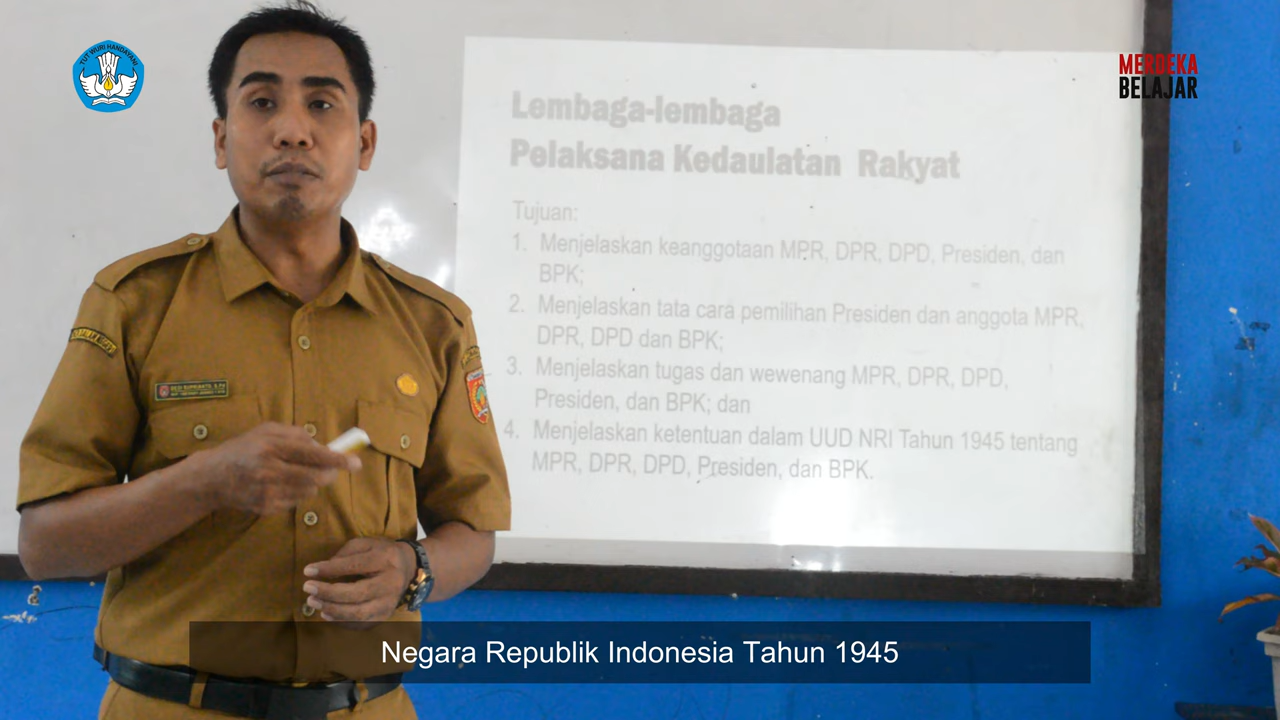 TUT WURI HANDAYANI
MERDEKA
BELAJAR
Lembaga-lembaga
Pelaksana Kedaulatan Rakyat
Tujuan:
1. Menjelaskan keanggotaan MPR, DPR, DPD, Presiden, dan
BPK;
2. Menjelaskan tata cara pemilihan Presiden dan anggota MPR,
DPR, DPD dan BPK;
3. Menjelaskan tugas dan wewenang MPR, DPR, DPD,
Presiden, dan BPK; dan
4. Menjelaskan ketentuan dalam UUD NRI Tahun 1945 tentang
MPR, DPR, DPD, Presiden, dan BPK.
Negara Republik Indonesia Tahun 1945